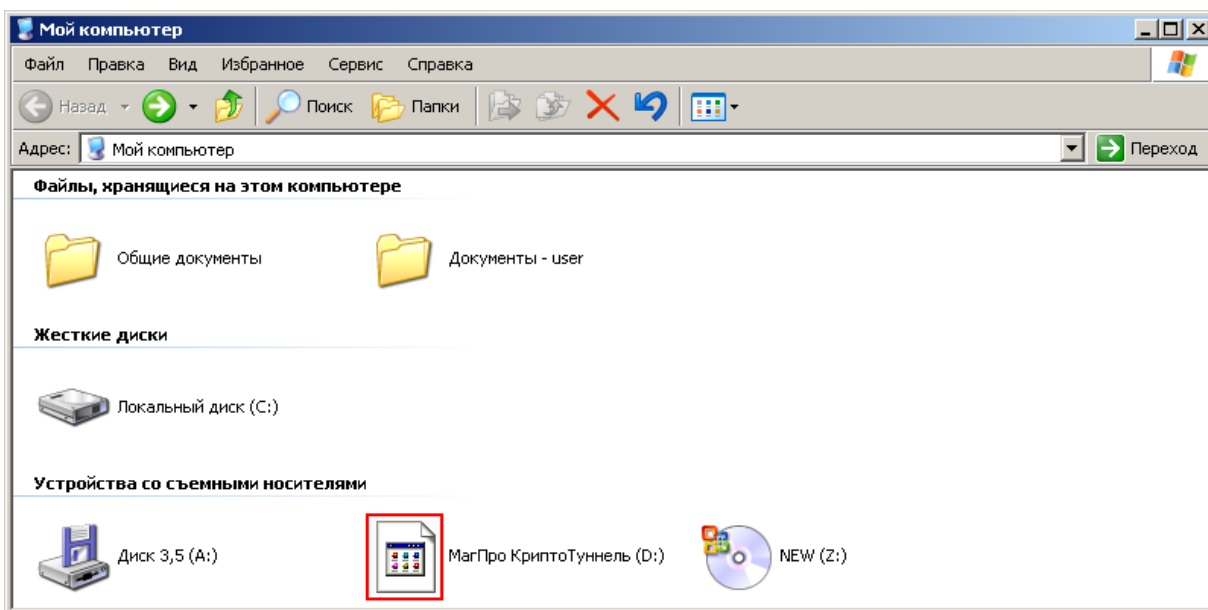 Мой компьютер
Файл Правка Вид Избранное Сервис Справка
Назад Поиск Папки
Адрес: Мой компьютер Переход
Файлы, хранящиеся на этом компьютере
Общие документы Документы - user
Жесткие диски
Локальный диск (C:)
Устройства со съемными носителями
Диск 3,5 (A:) МагПро КриптоТуннель (D:) NEW (Z:)